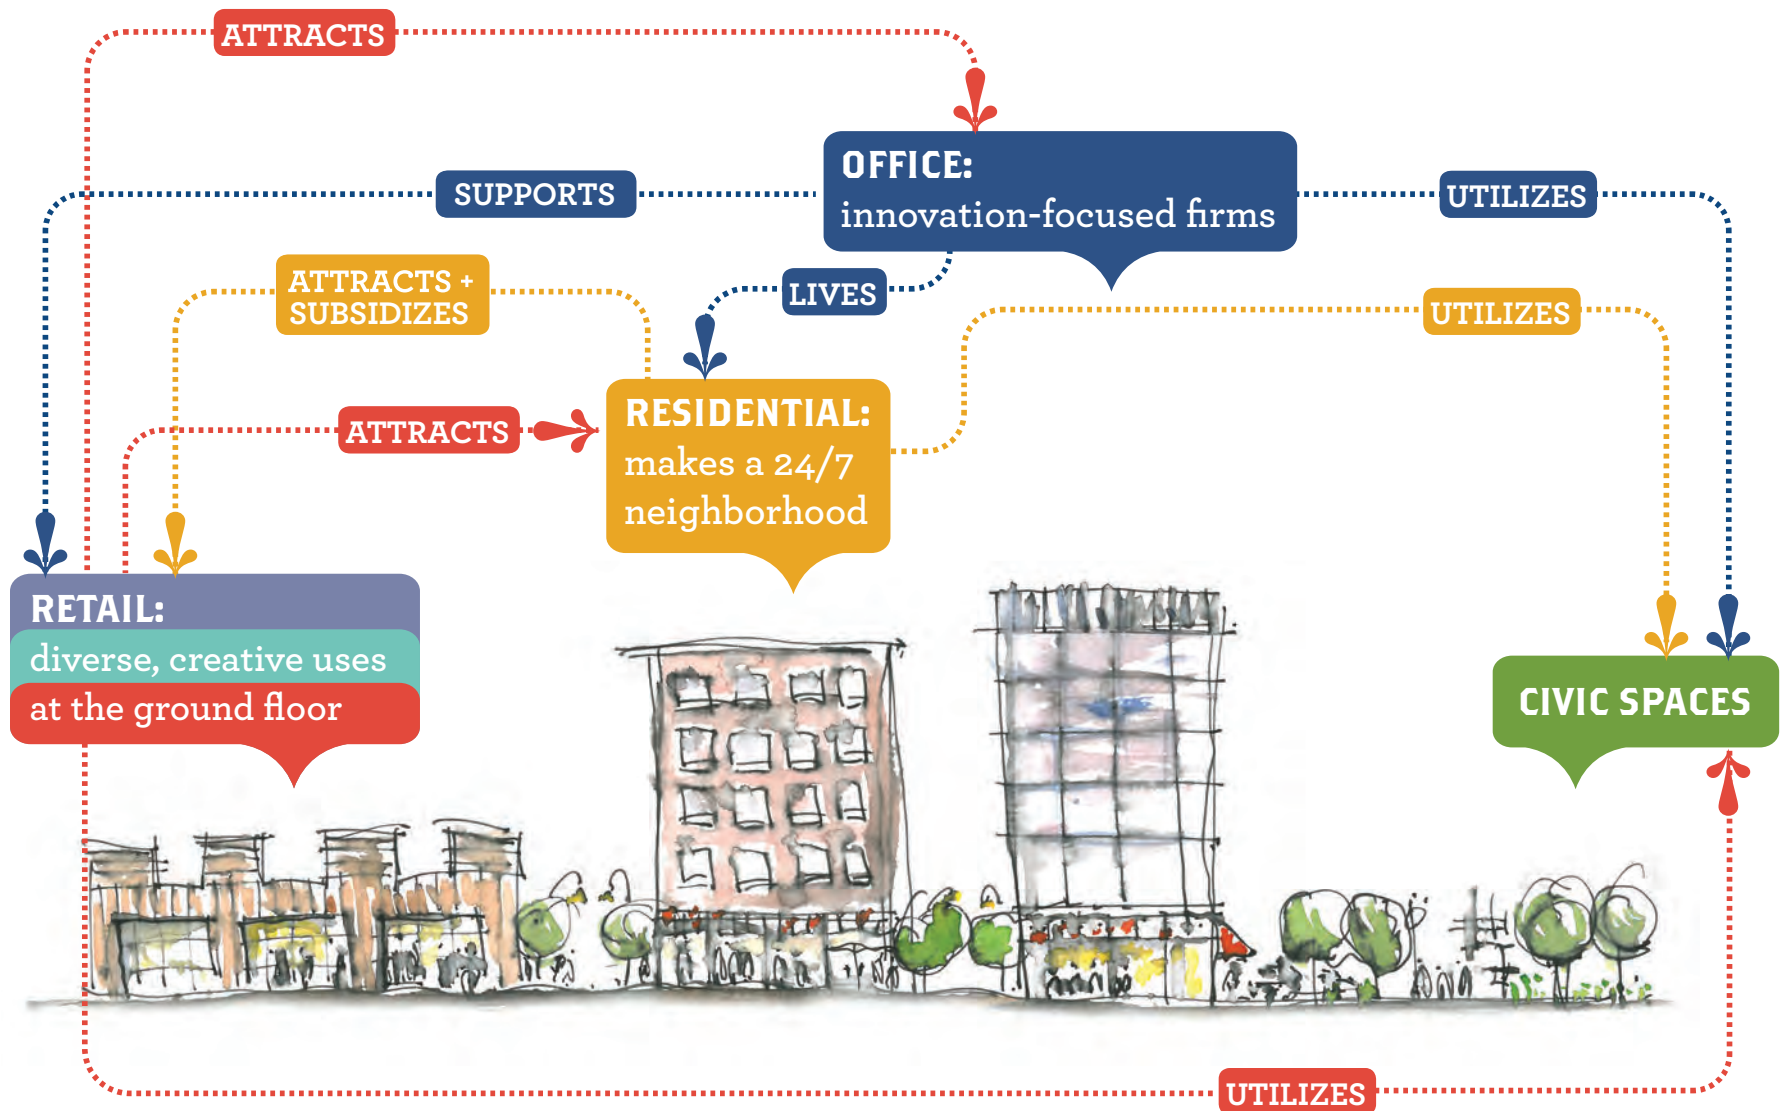 ATTRACTS
OFFICE:
innovation-focused firms
SUPPORTS
UTILIZES
ATTRACTS +
SUBSIDIZES
LIVES
UTILIZES
RESIDENTIAL:
makes a 24/7
neighborhood
ATTRACTS
RETAIL:
diverse, creative uses
at the ground floor
CIVIC SPACES
UTILIZES